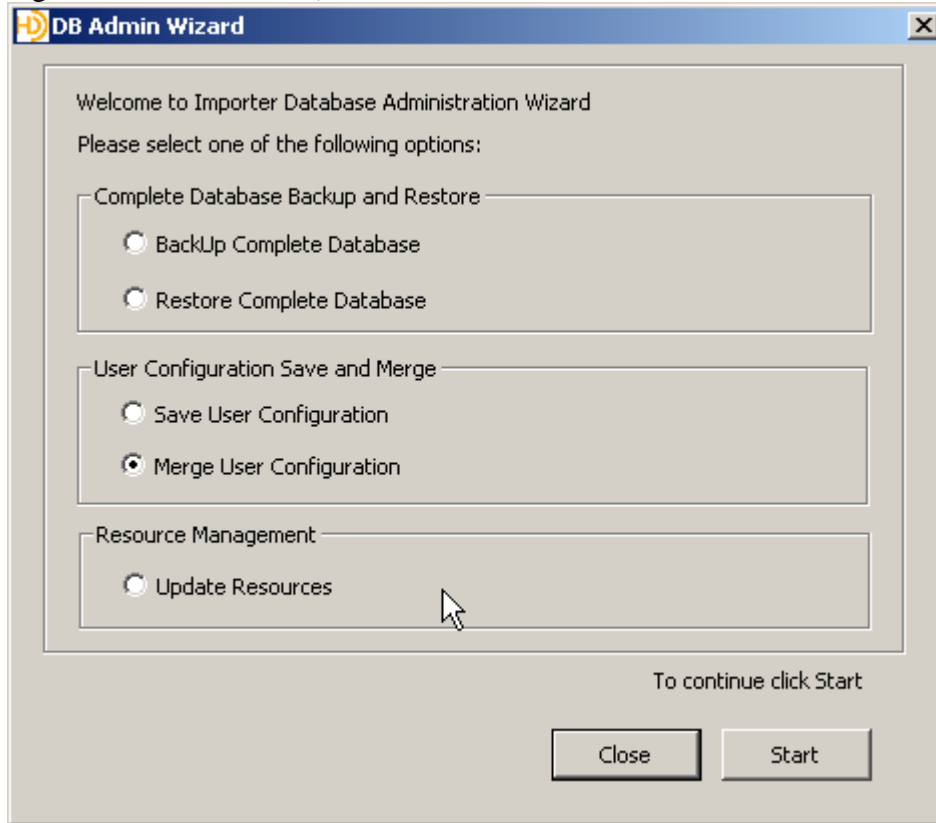 HD DB Admin Wizard
Welcome to Importer Database Administration Wizard
Please select one of the following options:
Complete Database Backup and Restore
BackUp Complete Database
Restore Complete Database
User Configuration Save and Merge
Save User Configuration
Merge User Configuration
Resource Management
Update Resources
To continue click Start
Close Start